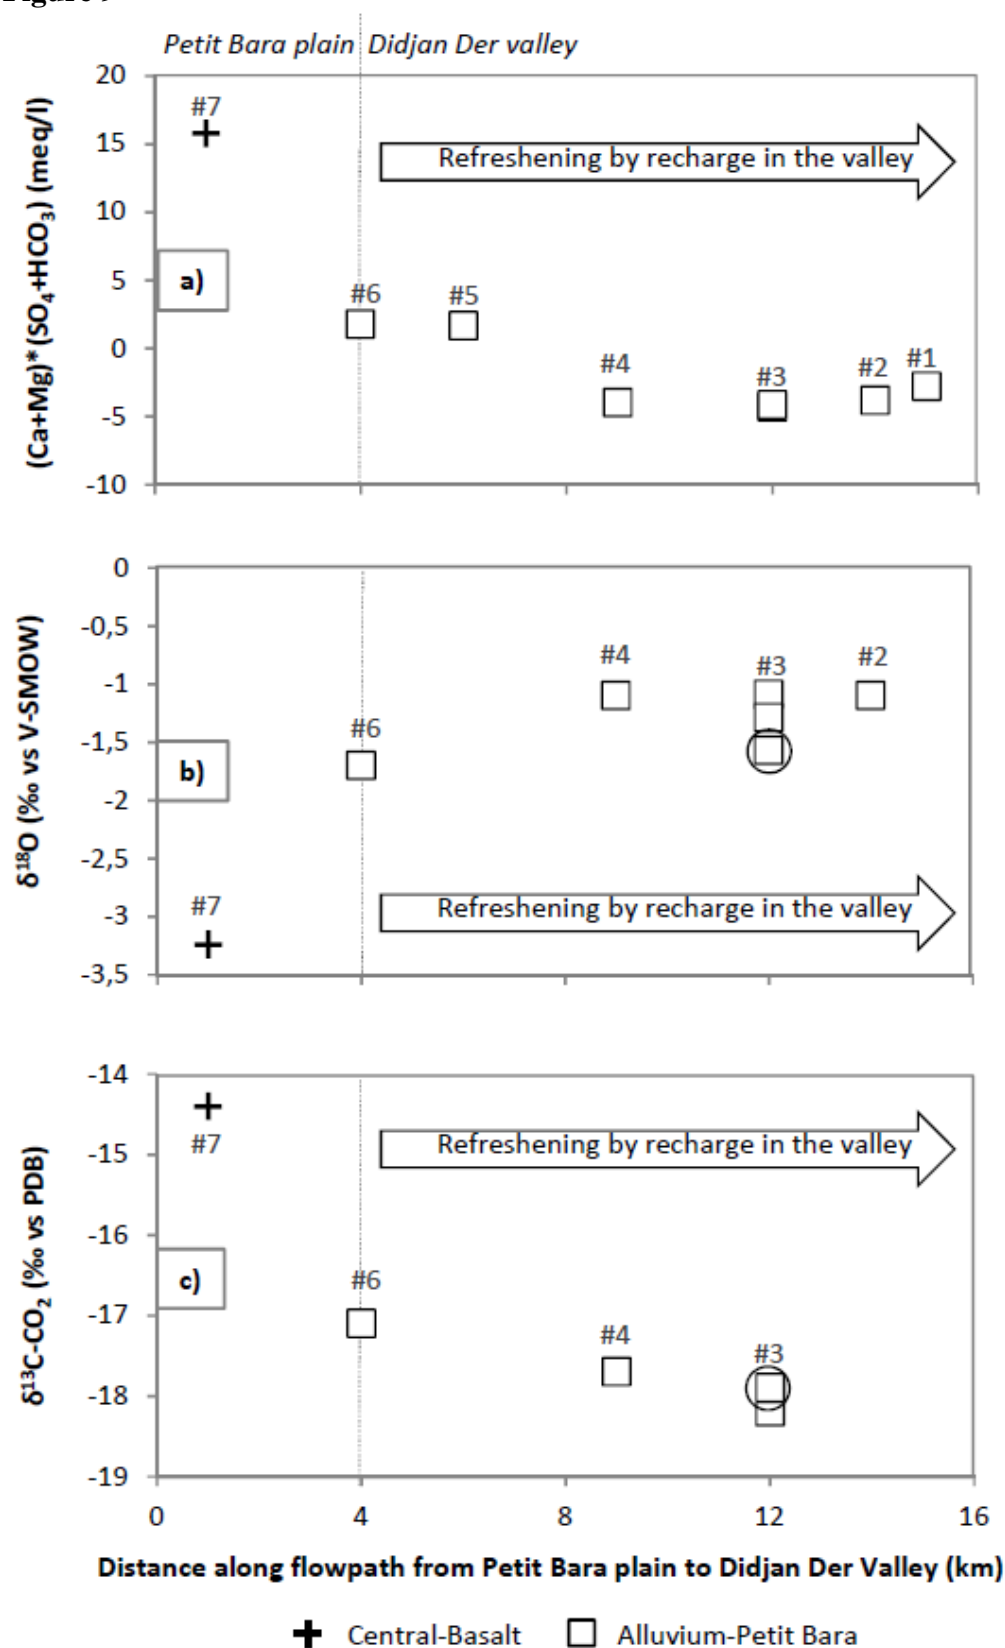 Petit Bara plain Didjan Der valley
(Ca+Mg)*(SO4+HCO3) (meq/l)
20
15
10
5
0
-5
-10
#7
Refreshening by recharge in the valley
a)
#6
#5
#4
#3
#2
#1
δ18O (‰ vs V-SMOW)
0
-0,5
-1
-1,5
-2
-2,5
-3
-3,5
#4
#3
#2
#6
b)
#7
Refreshening by recharge in the valley
δ13C-CO2 (‰ vs PDB)
-14
-15
-16
-17
-18
-19
#7
Refreshening by recharge in the valley
c)
#6
#4
#3
0 4 8 12 16
Distance along flowpath from Petit Bara plain to Didjan Der Valley (km)
Central-Basalt Alluvium-Petit Bara